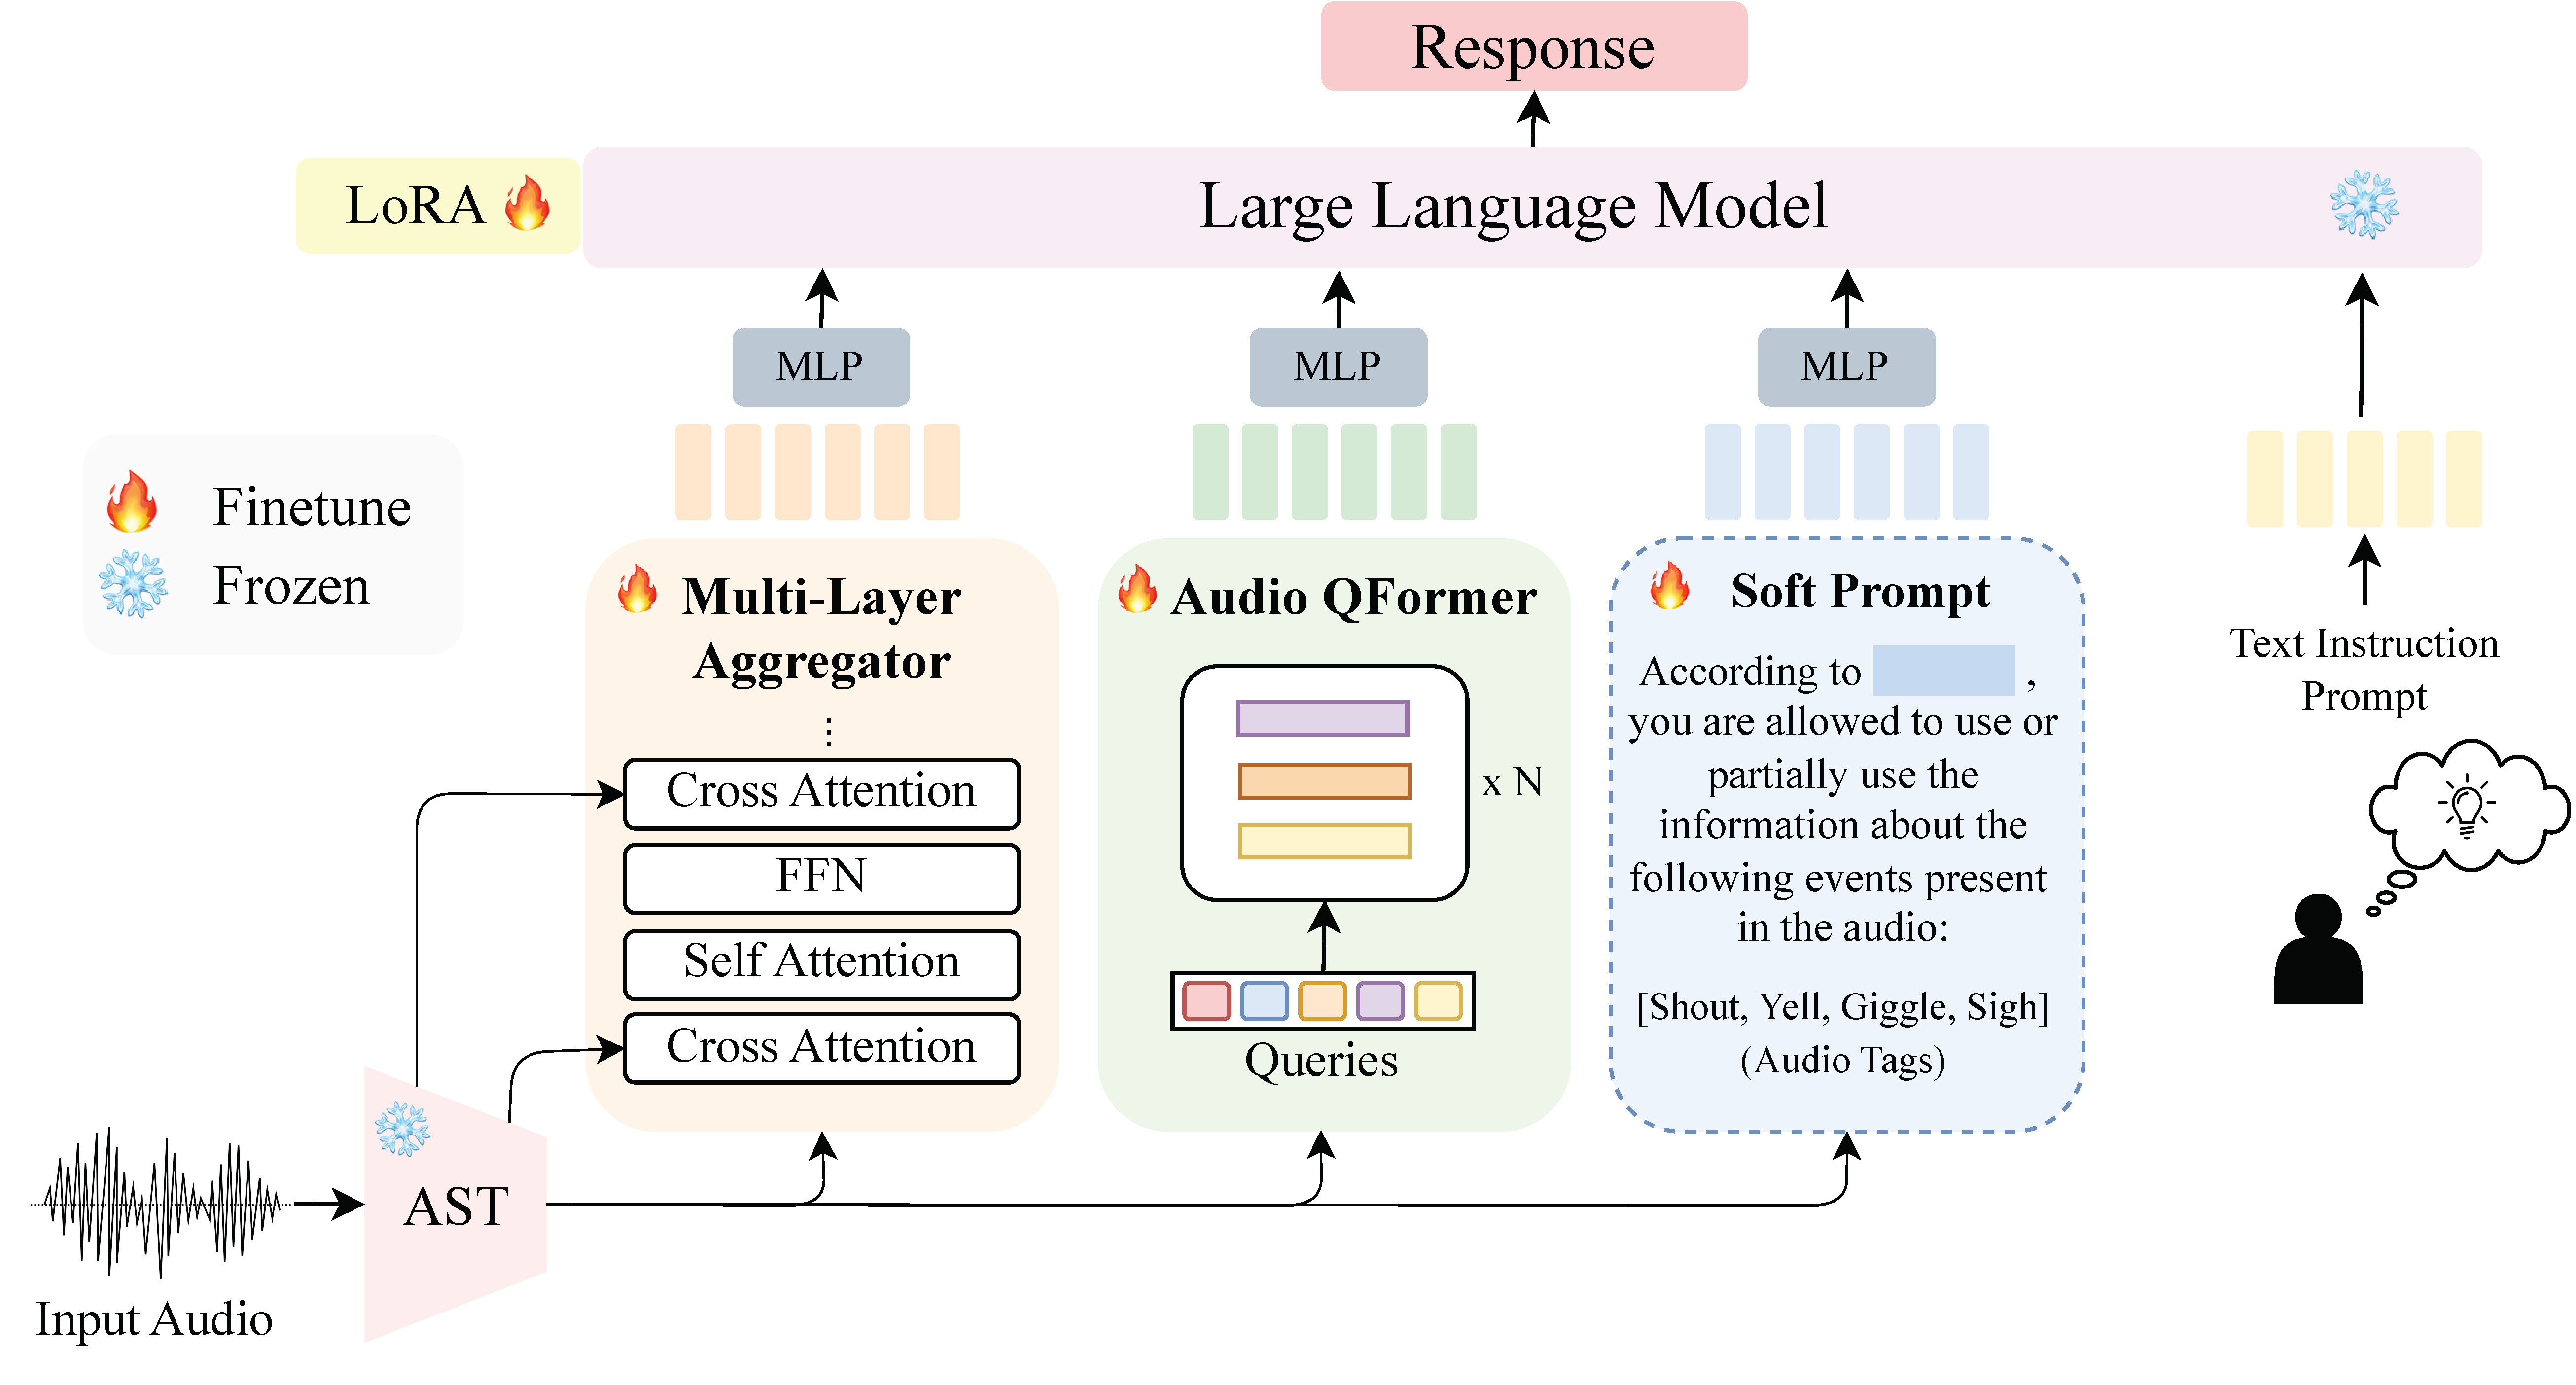 Response
LoRA
Large Language Model
MLP
MLP
MLP
Finetune
Frozen
Multi-Layer
Aggregator
⋮
Cross Attention
FFN
Self Attention
Cross Attention
Audio QFormer
x N
Queries
Soft Prompt
According to ,
you are allowed to use or
partially use the
information about the
following events present
in the audio:
[Shout, Yell, Giggle, Sigh]
(Audio Tags)
Text Instruction
Prompt
AST
Input Audio